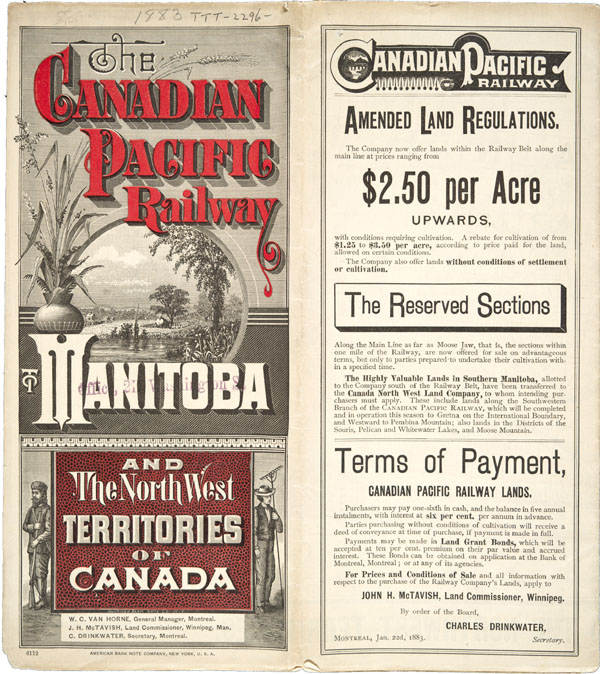 1883 TTT-2296-
The
CANADIAN
PACIFIC
Railway
TO
MANITOBA
AND
The North West
TERRITORIES
OF
CANADA
W. C. VAN HORNE, General Manager, Montreal.
J. H. McTAVISH, Land Commissioner, Winnipeg, Man.
C. DRINKWATER, Secretary, Montreal.
6112
AMERICAN BANK NOTE COMPANY, NEW YORK, U. S. A.
CANADIAN PACIFIC
RAILWAY
AMENDED LAND REGULATIONS.
The Company now offer lands within the Railway Belt along the
main line at prices ranging from
$2.50 per Acre
UPWARDS,
with conditions requiring cultivation. A rebate for cultivation of from
$1.25 to $3.50 per acre, according to price paid for the land,
allowed on certain conditions.
The Company also offer lands without conditions of settlement
or cultivation.
The Reserved Sections
Along the Main Line as far as Moose Jaw, that is, the sections within
one mile of the Railway, are now offered for sale on advantageous
terms, but only to parties prepared to undertake their cultivation with-
in a specified time.
The Highly Valuable Lands in Southern Manitoba, allotted
to the Company south of the Railway Belt, have been transferred to
the Canada North West Land Company, to whom intending pur-
chasers must apply. These include lands along the Southwestern
Branch of the CANADIAN PACIFIC RAILWAY, which will be completed
and in operation this season to Gretna on the International Boundary,
and Westward to Pembina Mountain; also lands in the Districts of the
Souris, Pelican and Whitewater Lakes, and Moose Mountain.
Terms of Payment,
CANADIAN PACIFIC RAILWAY LANDS.
Purchasers may pay one-sixth in cash, and the balance in five annual
instalments, with interest at six per cent. per annum in advance.
Parties purchasing without conditions of cultivation will receive a
deed of conveyance at time of purchase, if payment is made in full.
Payments may be made in Land Grant Bonds, which will be
accepted at ten per cent. premium on their par value and accrued
interest. These Bonds can be obtained on application at the Bank of
Montreal, Montreal; or at any of its agencies.
For Prices and Conditions of Sale and all information with
respect to the purchase of the Railway Company's Lands, apply to
JOHN H. McTAVISH, Land Commissioner, Winnipeg.
By order of the Board,
CHARLES DRINKWATER,
MONTREAL, Jan. 22d, 1883.
Secretary.